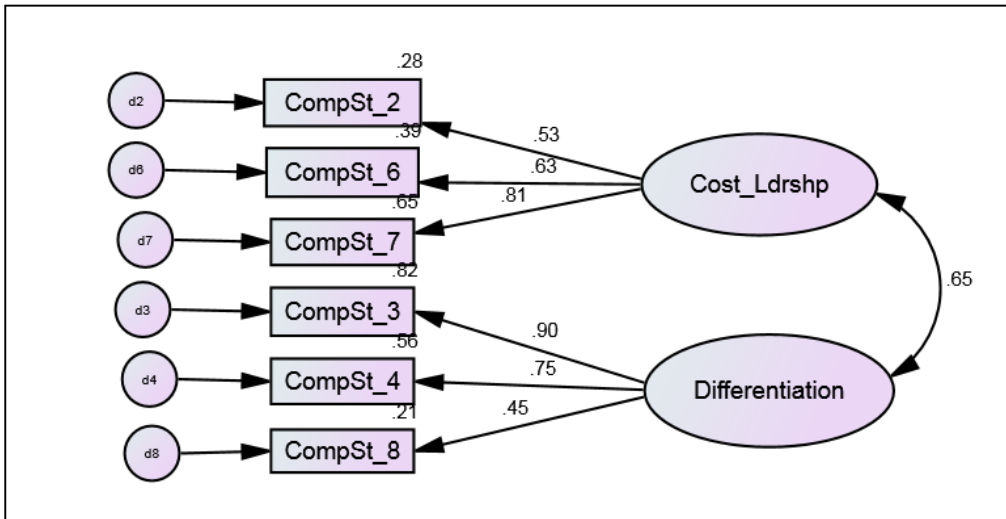 .28
d2
CompSt_2
.53
.39
d6
CompSt_6
.63
Cost_Ldrshp
.65
.81
d7
CompSt_7
.82
.65
d3
CompSt_3
.90
.56
d4
CompSt_4
.75
Differentiation
.21
.45
d8
CompSt_8